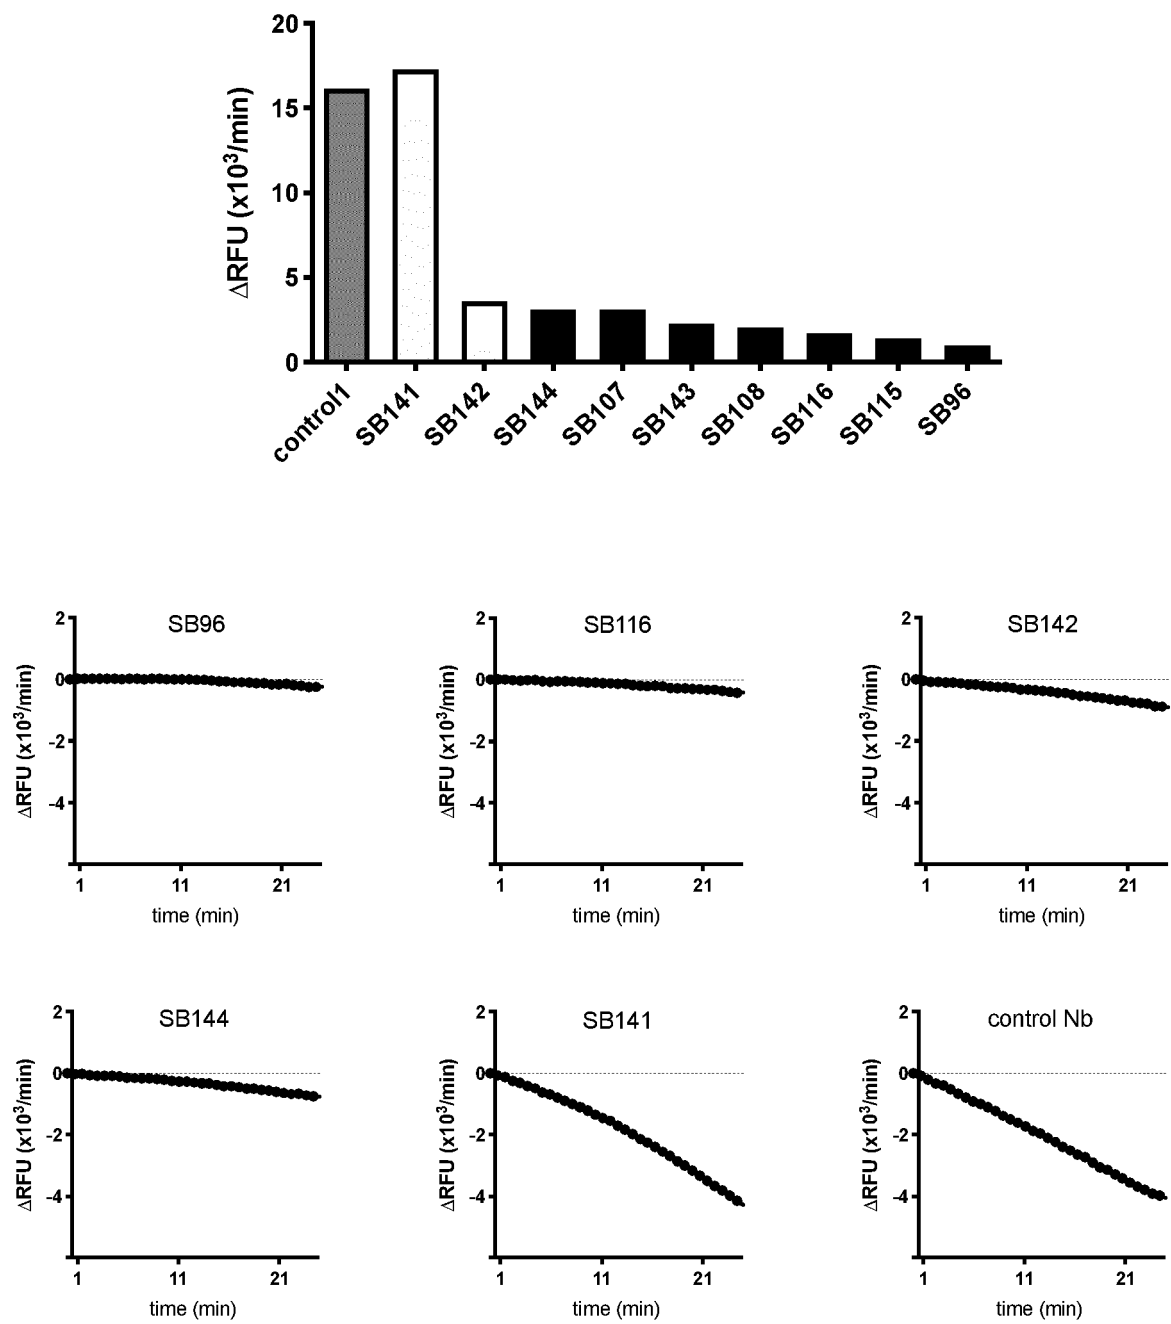 20
15
10
5
0
ΔRFU (x10³/min)
control1
SB141
SB142
SB144
SB107
SB143
SB108
SB116
SB115
SB96
SB96
2
0
-2
-4
ΔRFU (x10³/min)
1 11 21
time (min)
SB116
2
0
-2
-4
ΔRFU (x10³/min)
1 11 21
time (min)
SB142
2
0
-2
-4
ΔRFU (x10³/min)
1 11 21
time (min)
SB144
2
0
-2
-4
ΔRFU (x10³/min)
1 11 21
time (min)
SB141
2
0
-2
-4
ΔRFU (x10³/min)
1 11 21
time (min)
control Nb
2
0
-2
-4
ΔRFU (x10³/min)
1 11 21
time (min)